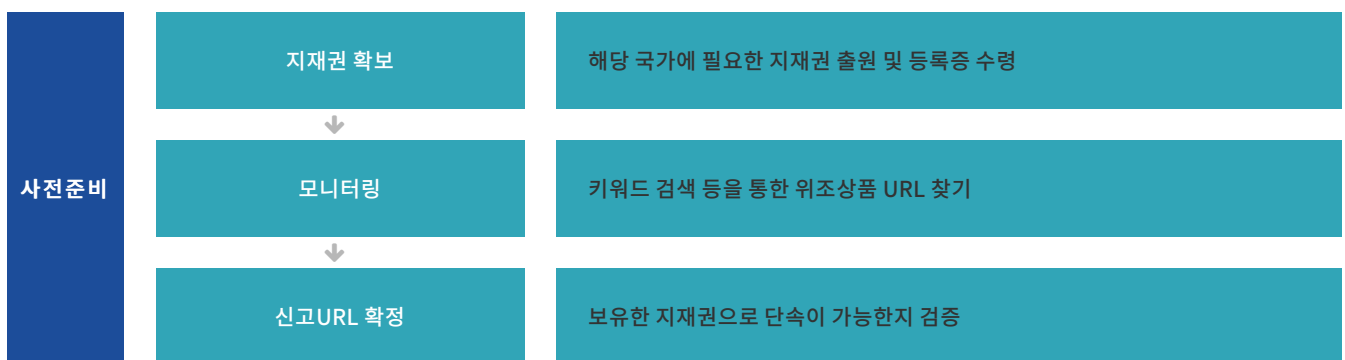 사전준비
지재권 확보
해당 국가에 필요한 지재권 출원 및 등록증 수령
모니터링
키워드 검색 등을 통한 위조상품 URL 찾기
신고URL 확정
보유한 지재권으로 단속이 가능한지 검증